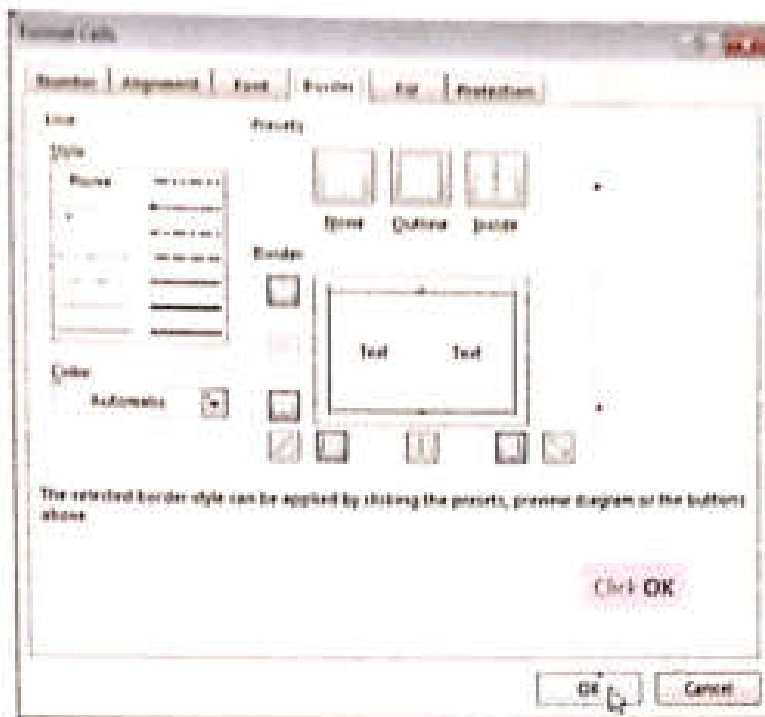 Format Cells
Number Alignment Font Border Fill Protection
Line
Presets
Style
None
None Outline Inside
Border
Text Text
Color
Automatic
The selected border style can be applied by clicking the presets, preview diagram or the buttons
above
Click OK
OK Cancel